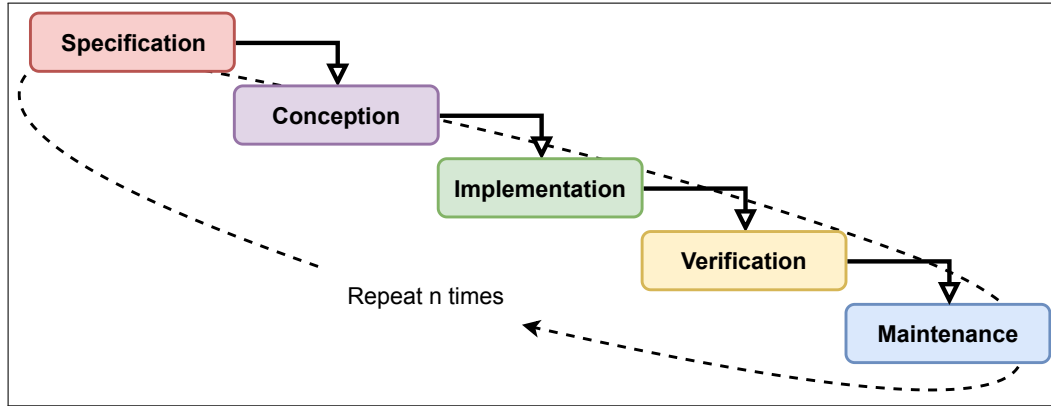 Specification
Conception
Implementation
Verification
Repeat n times
Maintenance